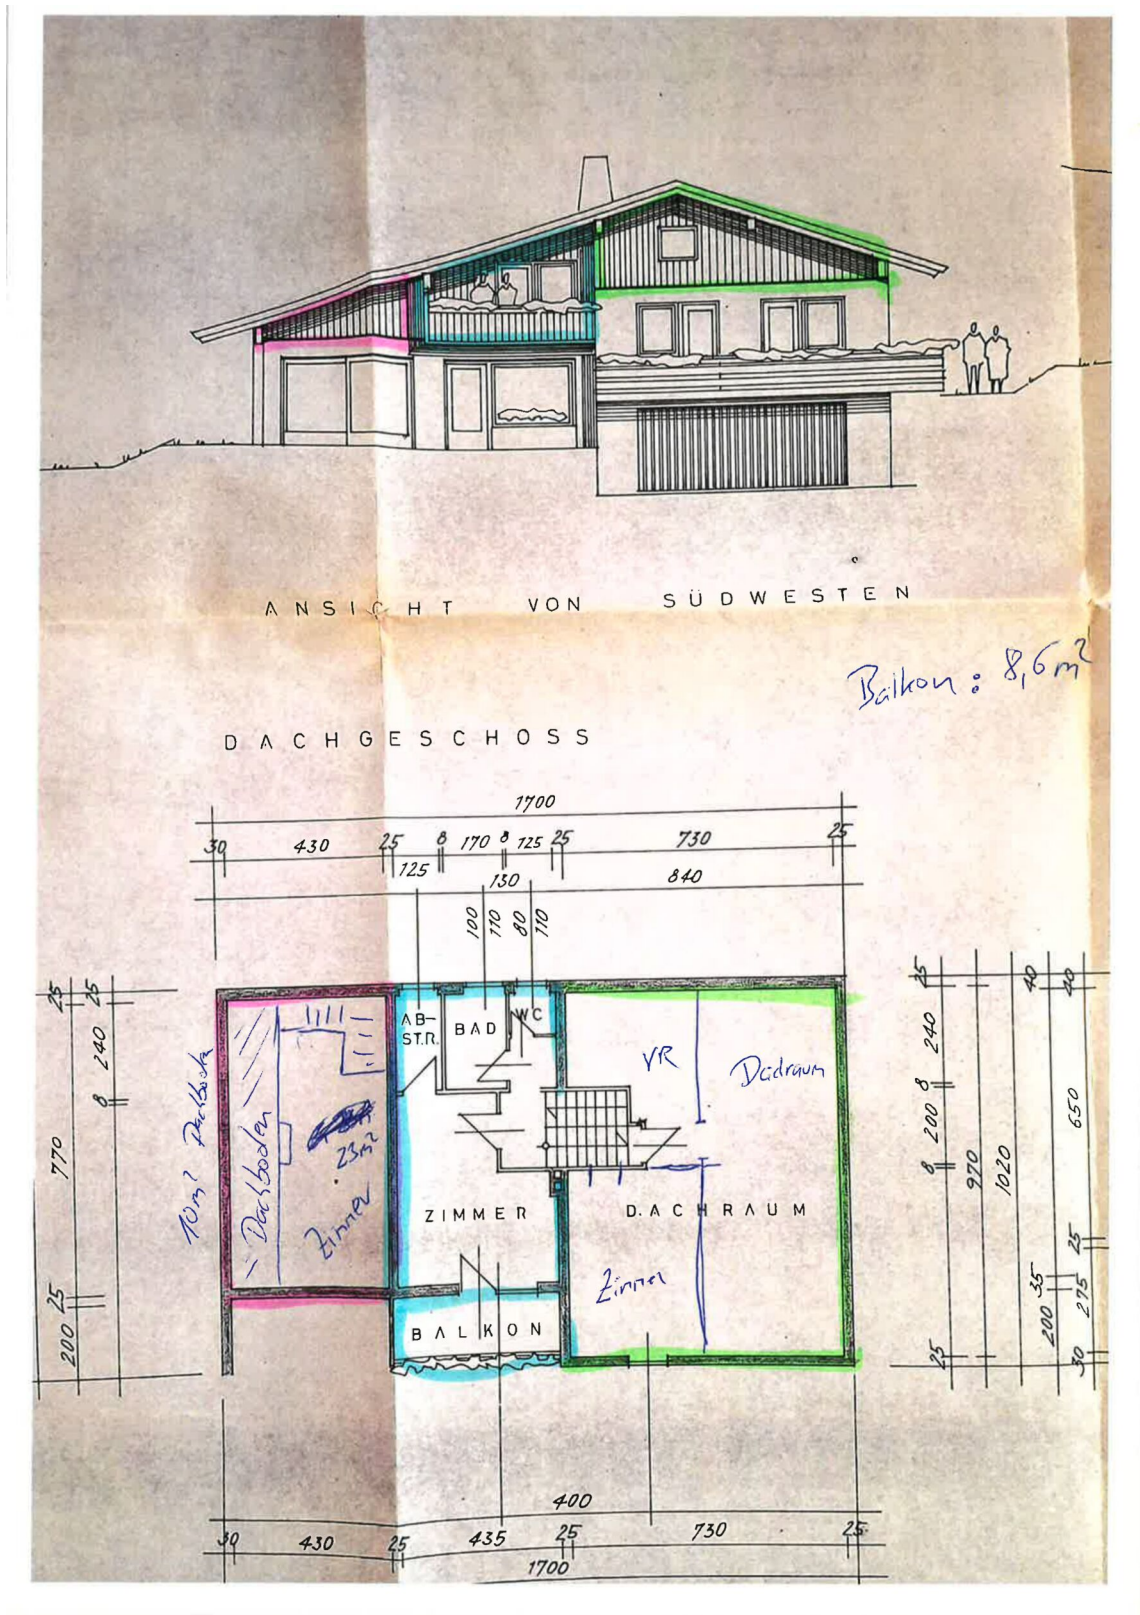 ANSICHT VON SÜDWESTEN
Balkon: 8,6 m²
DACHGESCHOSS
1700
30 430 25 8 170 8 125 25 730 25
125 130 840
100 110 80 110
25 25 240 8 770 25 200
25 240 8 200 8 25 970 1020 40 40 650 25 35 275 200 30
AB-
ST.R.
BAD
WC
VR
Dachraum
10 m² Dachboden
Dachboden
23m²
Zimmer
ZIMMER
DACHRAUM
Zimmer
BALKON
400
30 430 25 435 25 730 25
1700